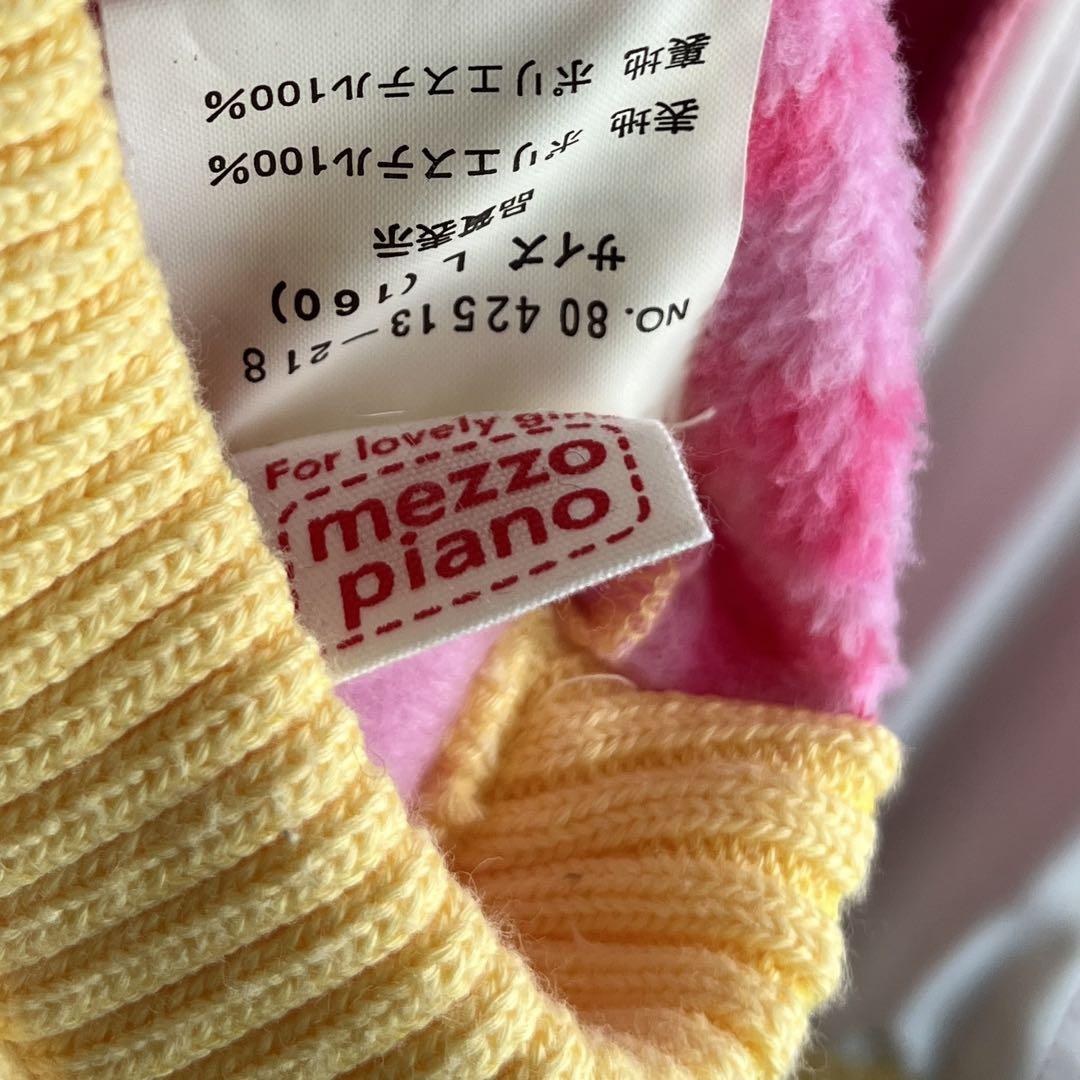 NO. 80 42513-218
サイズ L (160)
品質表示
表地 ポリエステル100%
裏地 ポリエステル100%
For lovely girls
mezzo
piano